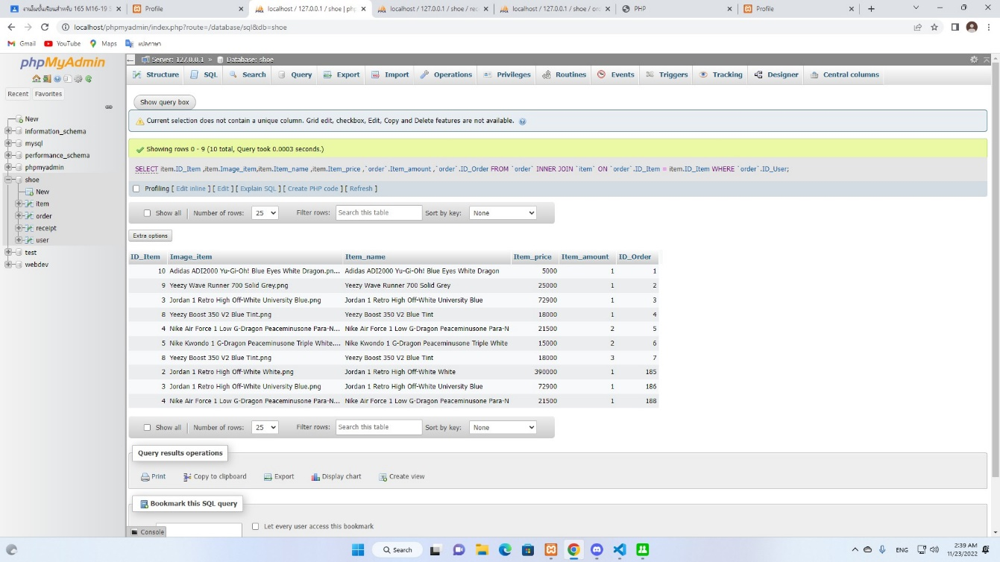 งานในชั้นเรียนสำหรับ 165 M16-19
Profile
localhost / 127.0.0.1 / shoe | ph
localhost / 127.0.0.1 / shoe / rec
localhost / 127.0.0.1 / shoe / ord
PHP
Profile
localhost/phpmyadmin/index.php?route=/database/sql&db=shoe
Gmail YouTube Maps แปลภาษา
phpMyAdmin
Recent Favorites
New
information_schema
mysql
performance_schema
phpmyadmin
shoe
New
item
order
receipt
user
test
webdev
Server: 127.0.0.1 » Database: shoe
Structure SQL Search Query Export Import Operations Privileges Routines Events Triggers Tracking Designer Central columns
Show query box
Current selection does not contain a unique column. Grid edit, checkbox, Edit, Copy and Delete features are not available.
Showing rows 0 - 9 (10 total, Query took 0.0003 seconds.)
SELECT item.ID_Item ,item.Image_item,item.Item_name ,item.Item_price ,`order`.Item_amount ,`order`.ID_Order FROM `order` INNER JOIN `item` ON `order`.ID_Item = item.ID_Item WHERE `order`.ID_User;
Profiling [ Edit inline ] [ Edit ] [ Explain SQL ] [ Create PHP code ] [ Refresh ]
Show all Number of rows: 25 Filter rows: Search this table Sort by key: None
Extra options
ID_Item Image_item Item_name Item_price Item_amount ID_Order
10 Adidas ADI2000 Yu-Gi-Oh! Blue Eyes White Dragon.pn... Adidas ADI2000 Yu-Gi-Oh! Blue Eyes White Dragon 5000 1 1
9 Yeezy Wave Runner 700 Solid Grey.png Yeezy Wave Runner 700 Solid Grey 25000 1 2
3 Jordan 1 Retro High Off-White University Blue.png Jordan 1 Retro High Off-White University Blue 72900 1 3
8 Yeezy Boost 350 V2 Blue Tint.png Yeezy Boost 350 V2 Blue Tint 18000 1 4
4 Nike Air Force 1 Low G-Dragon Peaceminusone Para-N... Nike Air Force 1 Low G-Dragon Peaceminusone Para-N 21500 2 5
5 Nike Kwondo 1 G-Dragon Peaceminusone Triple White.... Nike Kwondo 1 G-Dragon Peaceminusone Triple White 15000 2 6
8 Yeezy Boost 350 V2 Blue Tint.png Yeezy Boost 350 V2 Blue Tint 18000 3 7
2 Jordan 1 Retro High Off-White White.png Jordan 1 Retro High Off-White White 390000 1 185
3 Jordan 1 Retro High Off-White University Blue.png Jordan 1 Retro High Off-White University Blue 72900 1 186
4 Nike Air Force 1 Low G-Dragon Peaceminusone Para-N... Nike Air Force 1 Low G-Dragon Peaceminusone Para-N 21500 1 188
Show all Number of rows: 25 Filter rows: Search this table Sort by key: None
Query results operations
Print Copy to clipboard Export Display chart Create view
Bookmark this SQL query
Let every user access this bookmark
Console
Search
ENG
2:39 AM
11/23/2022